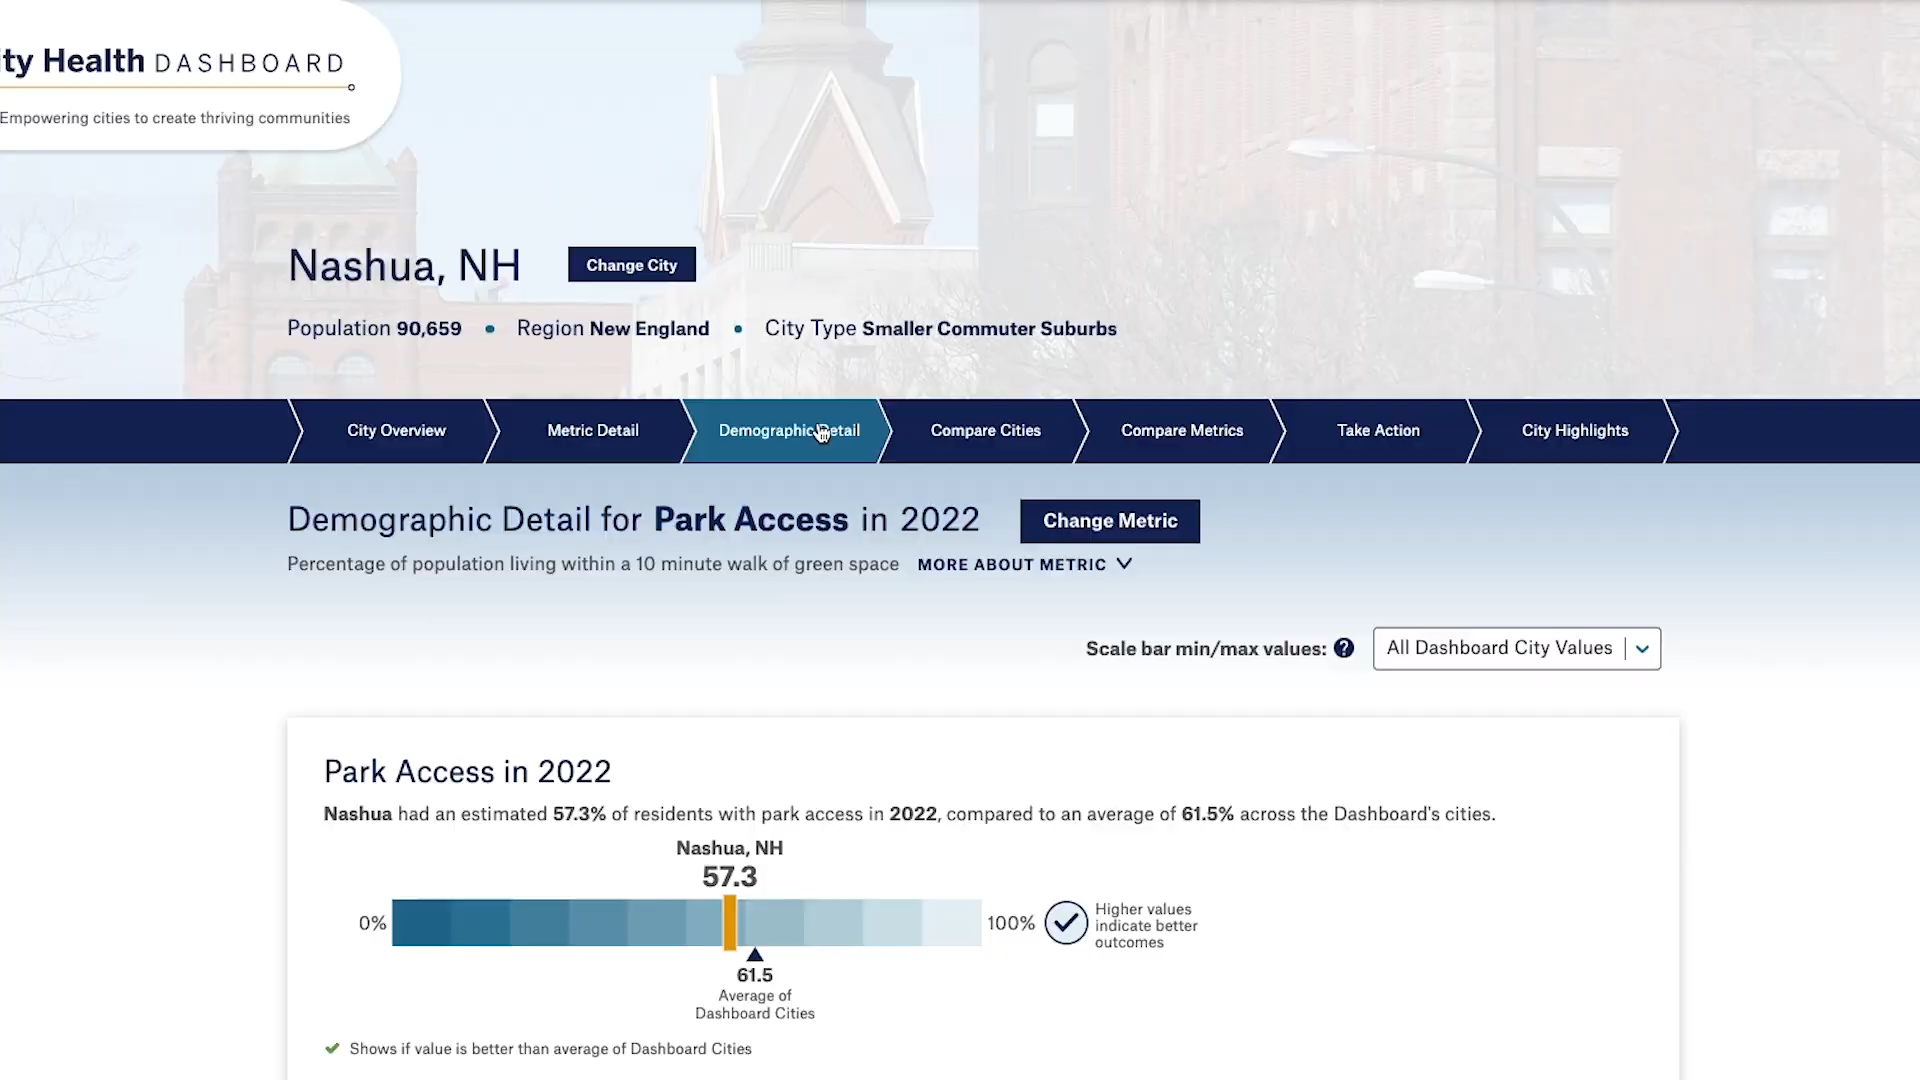 ity Health DASHBOARD
Empowering cities to create thriving communities
Nashua, NH
Change City
Population 90,659 • Region New England • City Type Smaller Commuter Suburbs
City Overview
Metric Detail
Demographic Detail
Compare Cities
Compare Metrics
Take Action
City Highlights
Demographic Detail for Park Access in 2022
Change Metric
Percentage of population living within a 10 minute walk of green space
MORE ABOUT METRIC
Scale bar min/max values: ?
All Dashboard City Values
Park Access in 2022
Nashua had an estimated 57.3% of residents with park access in 2022, compared to an average of 61.5% across the Dashboard's cities.
Nashua, NH
57.3
0%
100%
Higher values
indicate better
outcomes
61.5
Average of
Dashboard Cities
Shows if value is better than average of Dashboard Cities